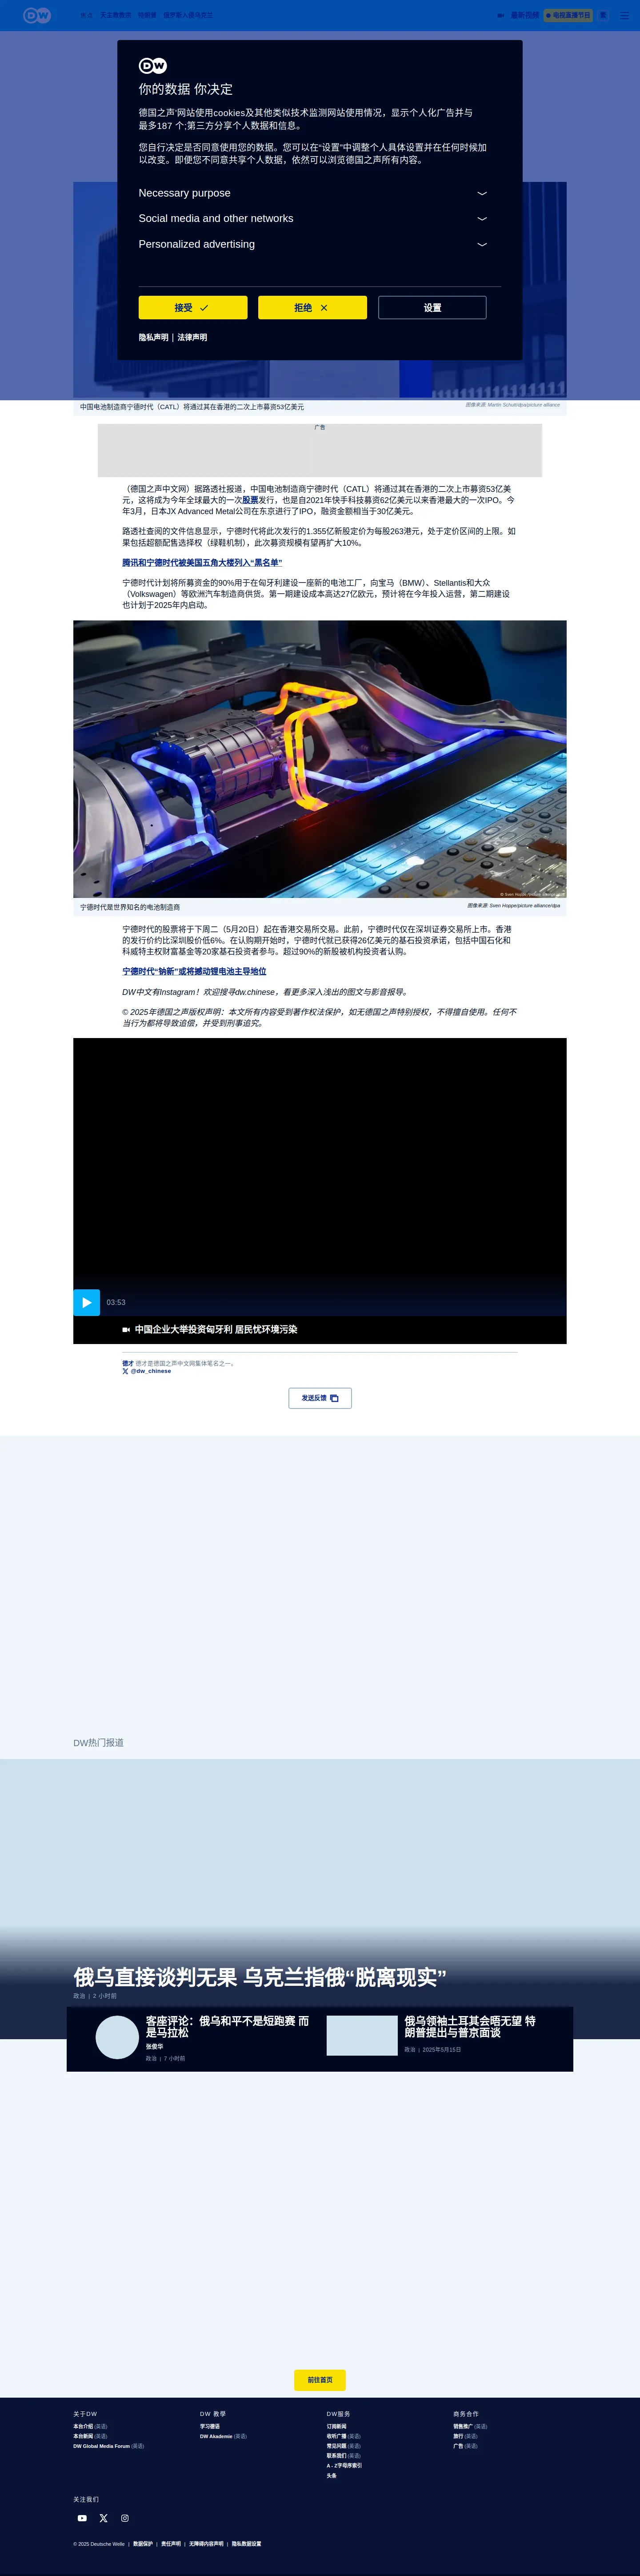 DW
焦点 天主教教宗 特朗普 俄罗斯入侵乌克兰
最新视频 电视直播节目 繁
DW
你的数据 你决定
德国之声网站使用cookies及其他类似技术监测网站使用情况，显示个人化广告并与
最多187 个;第三方分享个人数据和信息。
您自行决定是否同意使用您的数据。您可以在“设置”中调整个人具体设置并在任何时候加
以改变。即便您不同意共享个人数据，依然可以浏览德国之声所有内容。
Necessary purpose
Social media and other networks
Personalized advertising
接受
拒绝
设置
隐私声明 | 法律声明
中国电池制造商宁德时代（CATL）将通过其在香港的二次上市募资53亿美元
图像来源: Martin Schutt/dpa/picture alliance
广告
（德国之声中文网）据路透社报道，中国电池制造商宁德时代（CATL）将通过其在香港的二次上市募资53亿美
元，这将成为今年全球最大的一次股票发行，也是自2021年快手科技募资62亿美元以来香港最大的一次IPO。今
年3月，日本JX Advanced Metal公司在东京进行了IPO，融资金额相当于30亿美元。
路透社查阅的文件信息显示，宁德时代将此次发行的1.355亿新股定价为每股263港元，处于定价区间的上限。如
果包括超额配售选择权（绿鞋机制），此次募资规模有望再扩大10%。
腾讯和宁德时代被美国五角大楼列入“黑名单”
宁德时代计划将所募资金的90%用于在匈牙利建设一座新的电池工厂，向宝马（BMW）、Stellantis和大众
（Volkswagen）等欧洲汽车制造商供货。第一期建设成本高达27亿欧元，预计将在今年投入运营，第二期建设
也计划于2025年内启动。
宁德时代是世界知名的电池制造商
图像来源: Sven Hoppe/picture alliance/dpa
宁德时代的股票将于下周二（5月20日）起在香港交易所交易。此前，宁德时代仅在深圳证券交易所上市。香港
的发行价约比深圳股价低6%。在认购期开始时，宁德时代就已获得26亿美元的基石投资承诺，包括中国石化和
科威特主权财富基金等20家基石投资者参与。超过90%的新股被机构投资者认购。
宁德时代“钠新”或将撼动锂电池主导地位
DW中文有Instagram！欢迎搜寻dw.chinese，看更多深入浅出的图文与影音报导。
© 2025年德国之声版权声明：本文所有内容受到著作权法保护，如无德国之声特别授权，不得擅自使用。任何不
当行为都将导致追偿，并受到刑事追究。
03:53
中国企业大举投资匈牙利 居民忧环境污染
德才 德才是德国之声中文网集体笔名之一。
@dw_chinese
发送反馈
DW热门报道
俄乌直接谈判无果 乌克兰指俄“脱离现实”
政治 | 2 小时前
客座评论：俄乌和平不是短跑赛 而
是马拉松
张俊华
政治 | 7 小时前
俄乌领袖土耳其会晤无望 特
朗普提出与普京面谈
政治 | 2025年5月15日
前往首页
关于DW
本台介绍 (英语)
本台新闻 (英语)
DW Global Media Forum (英语)
DW 教學
学习德语
DW Akademie (英语)
DW服务
订阅新闻
收听广播 (英语)
常见问题 (英语)
联系我们 (英语)
A - Z字母序索引
头条
商务合作
销售推广 (英语)
旅行 (英语)
广告 (英语)
关注我们
© 2025 Deutsche Welle | 数据保护 | 责任声明 | 无障碍内容声明 | 隐私数据设置